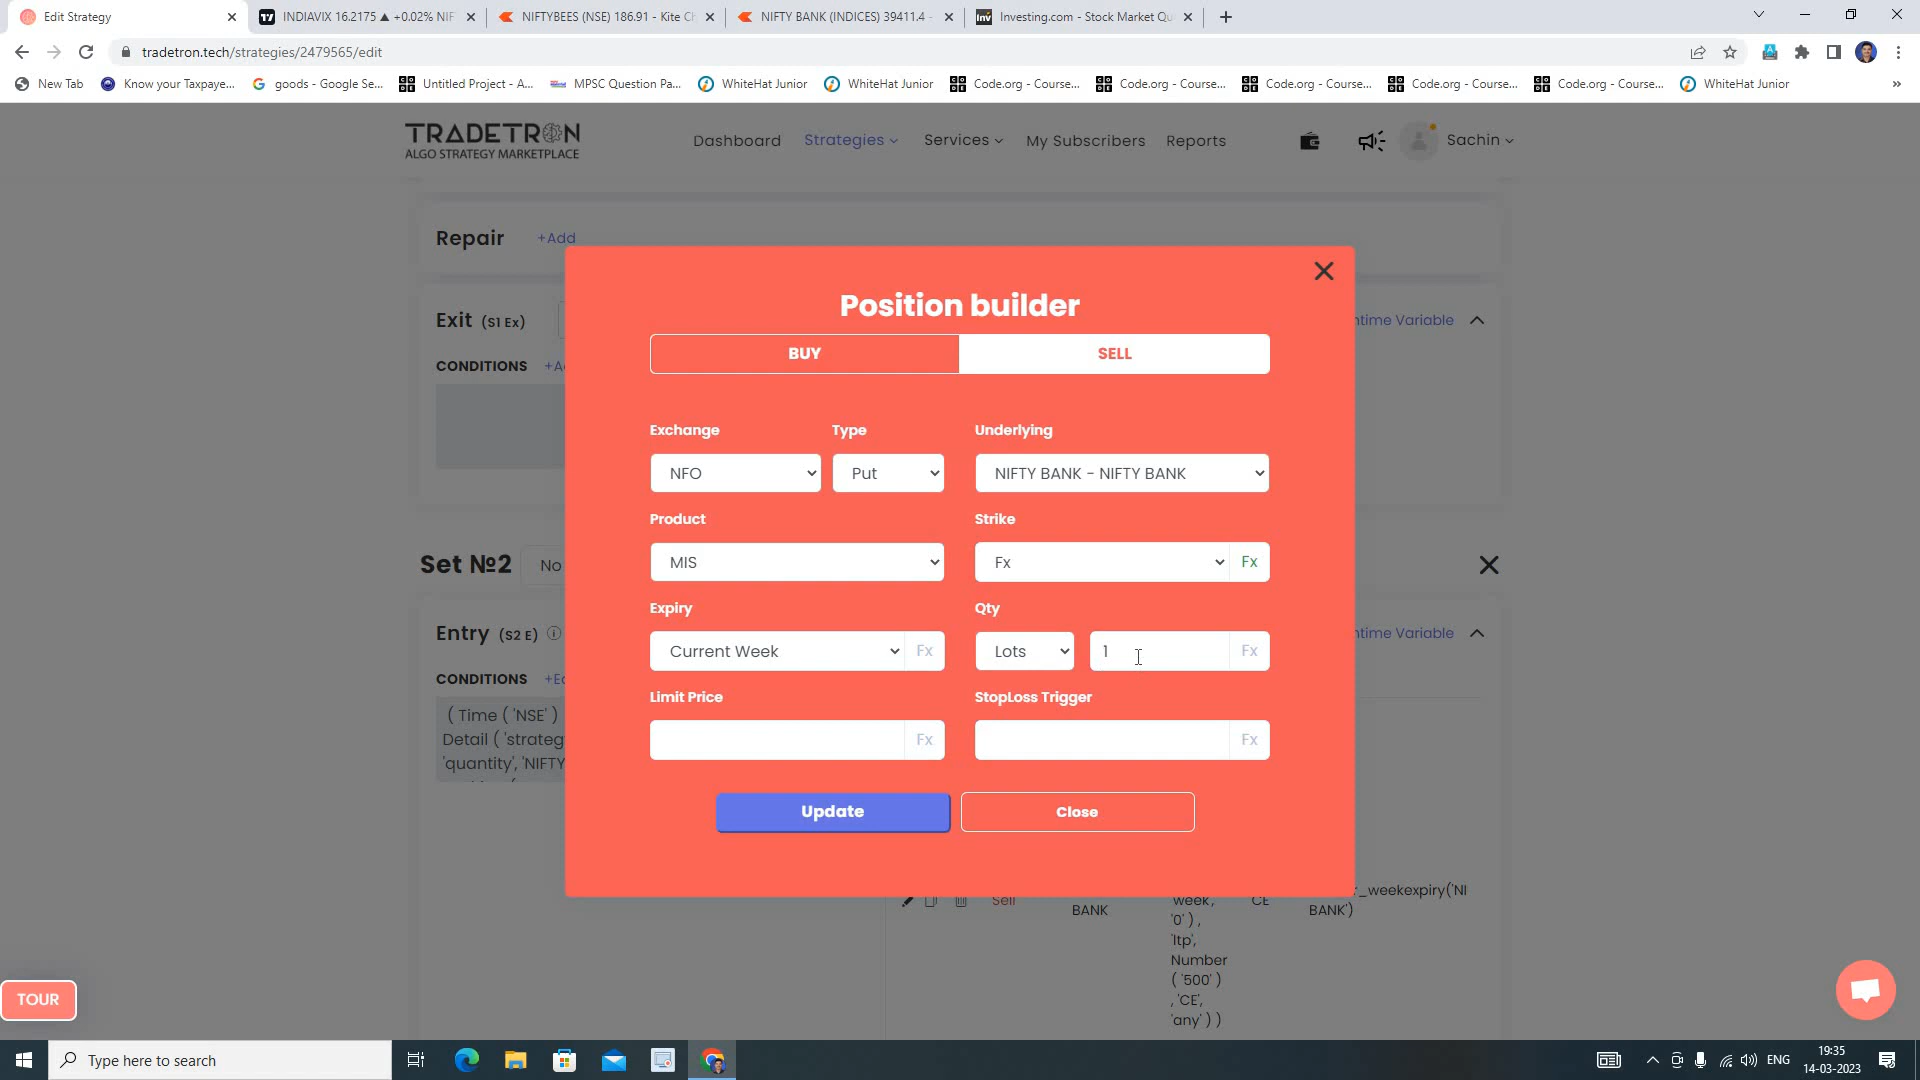 Edit Strategy
INDIAVIX 16.2175 ▲ +0.02% NIF
NIFTYBEES (NSE) 186.91 - Kite Ch
NIFTY BANK (INDICES) 39411.4 -
Inv
Investing.com - Stock Market Qu
tradetron.tech/strategies/2479565/edit
New Tab
Know your Taxpaye...
goods - Google Se...
Untitled Project - A...
MPSC Question Pa...
WhiteHat Junior
WhiteHat Junior
Code.org - Course...
Code.org - Course...
Code.org - Course...
Code.org - Course...
Code.org - Course...
WhiteHat Junior
»
TRADETRON
ALGO STRATEGY MARKETPLACE
Dashboard
Strategies
Services
My Subscribers
Reports
Sachin
Repair
+Add
Exit (S1 Ex)
ntime Variable
CONDITIONS
Position builder
BUY
SELL
Exchange
Type
Underlying
NFO
Put
NIFTY BANK - NIFTY BANK
Product
Strike
MIS
Fx
Fx
Expiry
Qty
Current Week
Fx
Lots
1
Fx
Limit Price
StopLoss Trigger
Fx
Fx
Update
Close
Set №2
No
Entry (S2 E)
ntime Variable
CONDITIONS
( Time ( 'NSE' )
Detail ( 'strateg
'quantity', 'NIFTY
Sell
BANK
week',
'0' ) ,
'ltp',
Number
( '500' )
, 'CE',
'any' ) )
CE
_weekexpiry('NI
BANK')
TOUR
Type here to search
ENG
19:35
14-03-2023